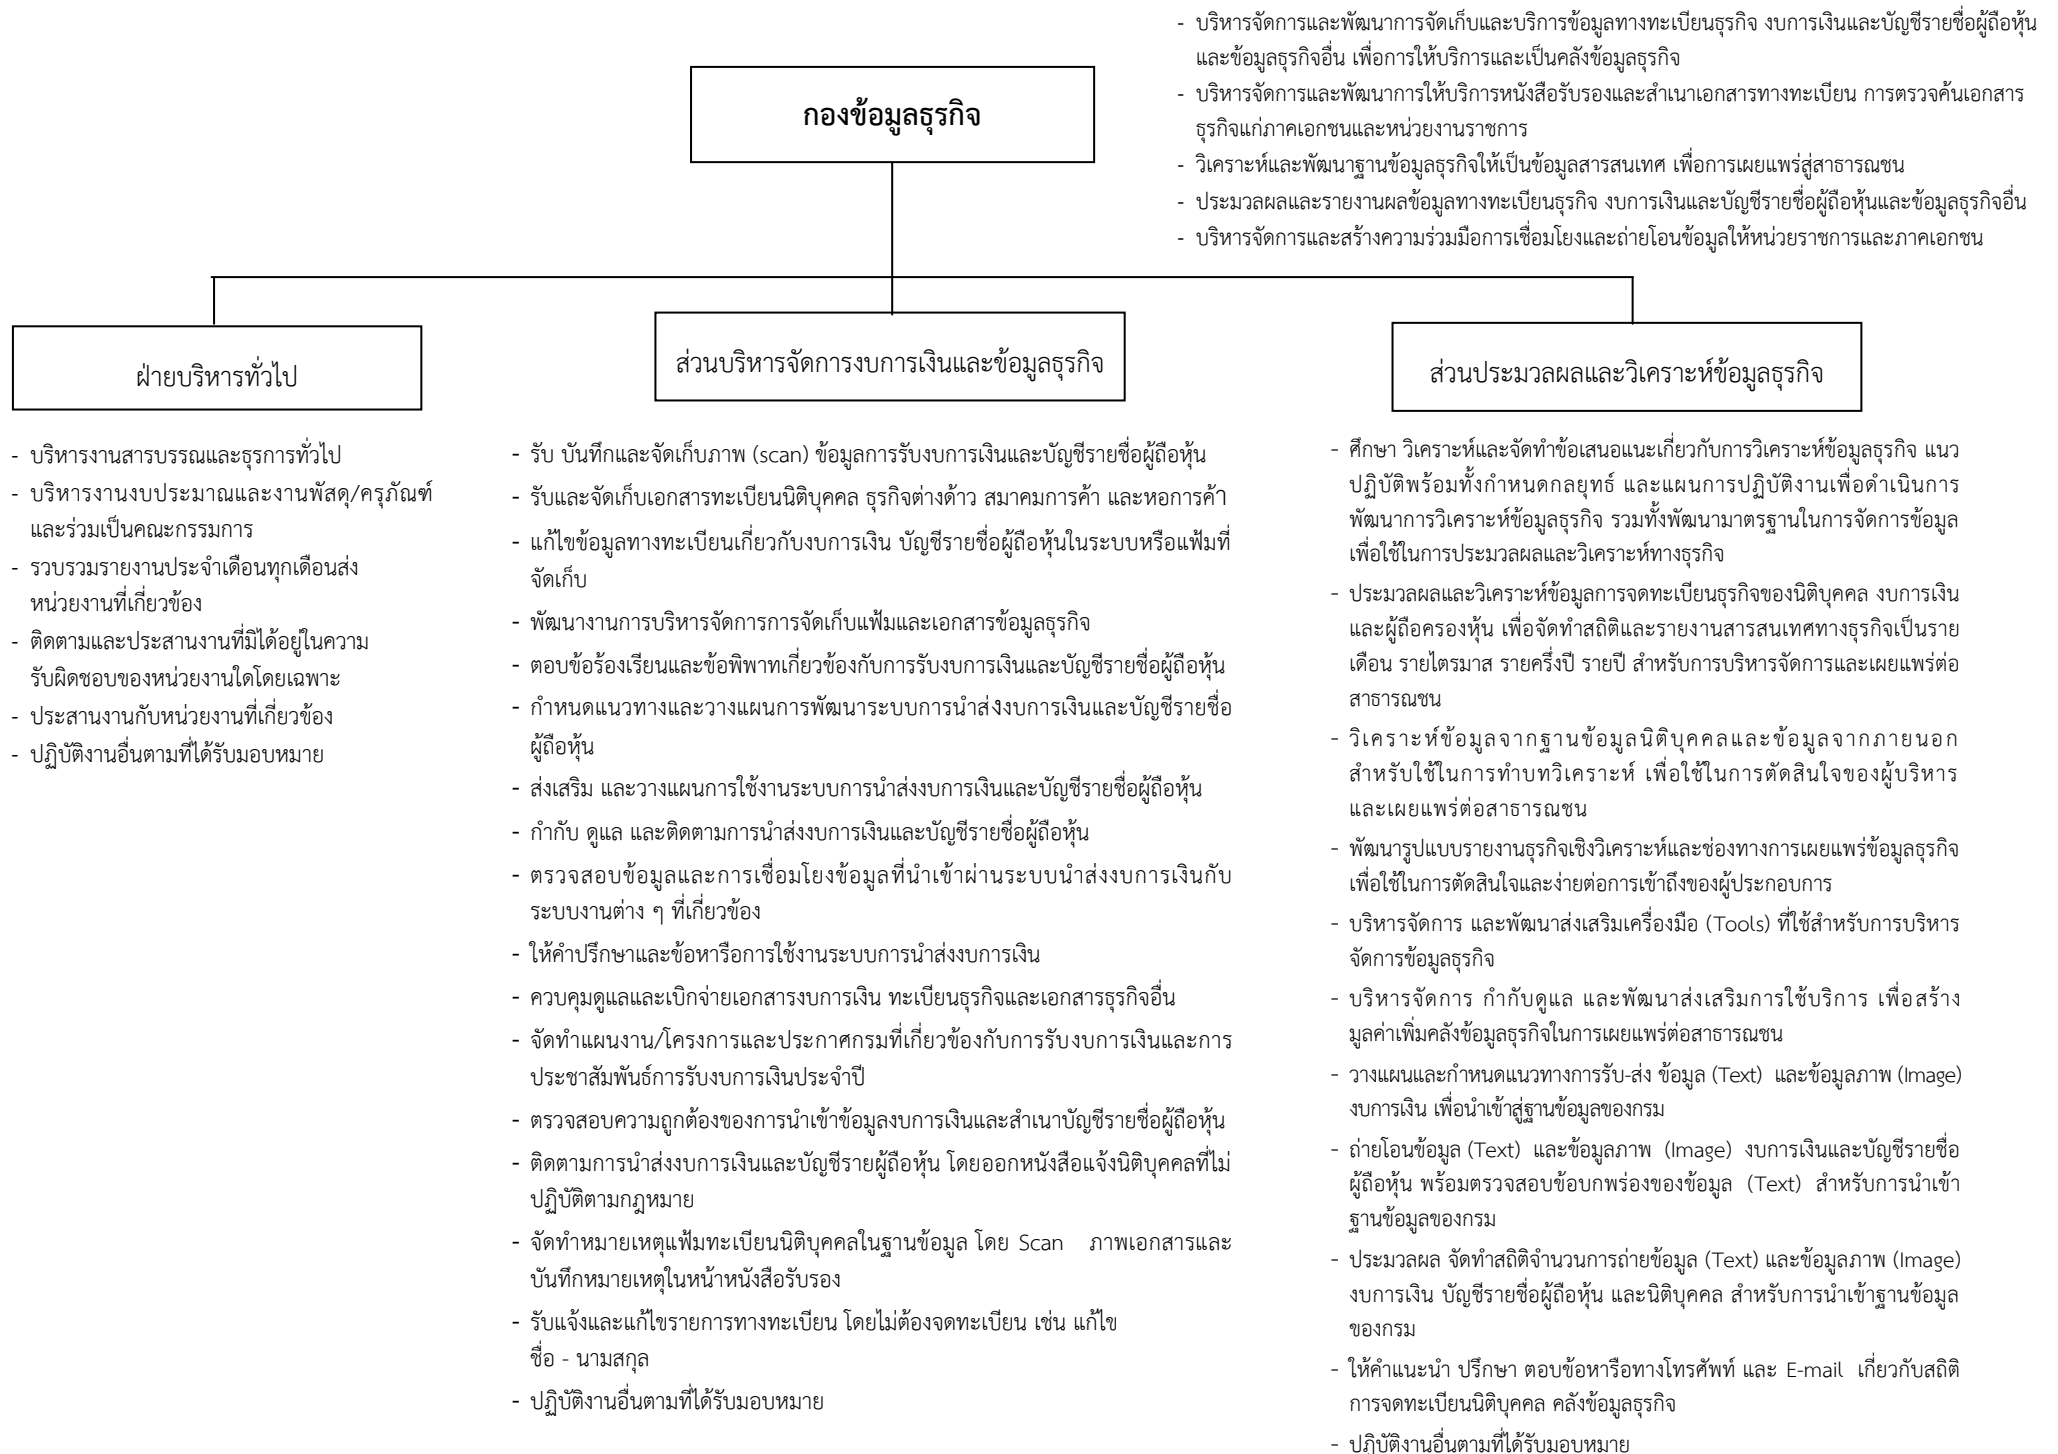 - บริหารจัดการและพัฒนาการจัดเก็บและบริการข้อมูลทางทะเบียนธุรกิจ งบการเงินและบัญชีรายชื่อผู้ถือหุ้น
และข้อมูลธุรกิจอื่น เพื่อการให้บริการและเป็นคลังข้อมูลธุรกิจ
- บริหารจัดการและพัฒนาการให้บริการหนังสือรับรองและสำเนาเอกสารทางทะเบียน การตรวจค้นเอกสาร
ธุรกิจแก่ภาคเอกชนและหน่วยงานราชการ
- วิเคราะห์และพัฒนาฐานข้อมูลธุรกิจให้เป็นข้อมูลสารสนเทศ เพื่อการเผยแพร่สู่สาธารณชน
- ประมวลผลและรายงานผลข้อมูลทางทะเบียนธุรกิจ งบการเงินและบัญชีรายชื่อผู้ถือหุ้นและข้อมูลธุรกิจอื่น
- บริหารจัดการและสร้างความร่วมมือการเชื่อมโยงและถ่ายโอนข้อมูลให้หน่วยราชการและภาคเอกชน
กองข้อมูลธุรกิจ
ฝ่ายบริหารทั่วไป
- บริหารงานสารบรรณและธุรการทั่วไป
- บริหารงานงบประมาณและงานพัสดุ/ครุภัณฑ์
และร่วมเป็นคณะกรรมการ
- รวบรวมรายงานประจำเดือนทุกเดือนส่ง
หน่วยงานที่เกี่ยวข้อง
- ติดตามและประสานงานที่มิได้อยู่ในความ
รับผิดชอบของหน่วยงานใดโดยเฉพาะ
- ประสานงานกับหน่วยงานที่เกี่ยวข้อง
- ปฏิบัติงานอื่นตามที่ได้รับมอบหมาย
ส่วนบริหารจัดการงบการเงินและข้อมูลธุรกิจ
- รับ บันทึกและจัดเก็บภาพ (scan) ข้อมูลการรับงบการเงินและบัญชีรายชื่อผู้ถือหุ้น
- รับและจัดเก็บเอกสารทะเบียนนิติบุคคล ธุรกิจต่างด้าว สมาคมการค้า และหอการค้า
- แก้ไขข้อมูลทางทะเบียนเกี่ยวกับงบการเงิน บัญชีรายชื่อผู้ถือหุ้นในระบบหรือแฟ้มที่
จัดเก็บ
- พัฒนางานการบริหารจัดการการจัดเก็บแฟ้มและเอกสารข้อมูลธุรกิจ
- ตอบข้อร้องเรียนและข้อพิพาทเกี่ยวข้องกับการรับงบการเงินและบัญชีรายชื่อผู้ถือหุ้น
- กำหนดแนวทางและวางแผนการพัฒนาระบบการนำส่งงบการเงินและบัญชีรายชื่อ
ผู้ถือหุ้น
- ส่งเสริม และวางแผนการใช้งานระบบการนำส่งงบการเงินและบัญชีรายชื่อผู้ถือหุ้น
- กำกับ ดูแล และติดตามการนำส่งงบการเงินและบัญชีรายชื่อผู้ถือหุ้น
- ตรวจสอบข้อมูลและการเชื่อมโยงข้อมูลที่นำเข้าผ่านระบบนำส่งงบการเงินกับ
ระบบงานต่าง ๆ ที่เกี่ยวข้อง
- ให้คำปรึกษาและข้อหารือการใช้งานระบบการนำส่งงบการเงิน
- ควบคุมดูแลและเบิกจ่ายเอกสารงบการเงิน ทะเบียนธุรกิจและเอกสารธุรกิจอื่น
- จัดทำแผนงาน/โครงการและประกาศกรมที่เกี่ยวข้องกับการรับงบการเงินและการ
ประชาสัมพันธ์การรับงบการเงินประจำปี
- ตรวจสอบความถูกต้องของการนำเข้าข้อมูลงบการเงินและสำเนาบัญชีรายชื่อผู้ถือหุ้น
- ติดตามการนำส่งงบการเงินและบัญชีรายผู้ถือหุ้น โดยออกหนังสือแจ้งนิติบุคคลที่ไม่
ปฏิบัติตามกฎหมาย
- จัดทำหมายเหตุแฟ้มทะเบียนนิติบุคคลในฐานข้อมูล โดย Scan ภาพเอกสารและ
บันทึกหมายเหตุในหน้าหนังสือรับรอง
- รับแจ้งและแก้ไขรายการทางทะเบียน โดยไม่ต้องจดทะเบียน เช่น แก้ไข
ชื่อ - นามสกุล
- ปฏิบัติงานอื่นตามที่ได้รับมอบหมาย
ส่วนประมวลผลและวิเคราะห์ข้อมูลธุรกิจ
- ศึกษา วิเคราะห์และจัดทำข้อเสนอแนะเกี่ยวกับการวิเคราะห์ข้อมูลธุรกิจ แนว
ปฏิบัติพร้อมทั้งกำหนดกลยุทธ์ และแผนการปฏิบัติงานเพื่อดำเนินการ
พัฒนาการวิเคราะห์ข้อมูลธุรกิจ รวมทั้งพัฒนามาตรฐานในการจัดการข้อมูล
เพื่อใช้ในการประมวลผลและวิเคราะห์ทางธุรกิจ
- ประมวลผลและวิเคราะห์ข้อมูลการจดทะเบียนธุรกิจของนิติบุคคล งบการเงิน
และผู้ถือครองหุ้น เพื่อจัดทำสถิติและรายงานสารสนเทศทางธุรกิจเป็นราย
เดือน รายไตรมาส รายครึ่งปี รายปี สำหรับการบริหารจัดการและเผยแพร่ต่อ
สาธารณชน
- วิเคราะห์ข้อมูลจากฐานข้อมูลนิติบุคคลและข้อมูลจากภายนอก
สำหรับใช้ในการทำบทวิเคราะห์ เพื่อใช้ในการตัดสินใจของผู้บริหาร
และเผยแพร่ต่อสาธารณชน
- พัฒนารูปแบบรายงานธุรกิจเชิงวิเคราะห์และช่องทางการเผยแพร่ข้อมูลธุรกิจ
เพื่อใช้ในการตัดสินใจและง่ายต่อการเข้าถึงของผู้ประกอบการ
- บริหารจัดการ และพัฒนาส่งเสริมเครื่องมือ (Tools) ที่ใช้สำหรับการบริหาร
จัดการข้อมูลธุรกิจ
- บริหารจัดการ กำกับดูแล และพัฒนาส่งเสริมการใช้บริการ เพื่อสร้าง
มูลค่าเพิ่มคลังข้อมูลธุรกิจในการเผยแพร่ต่อสาธารณชน
- วางแผนและกำหนดแนวทางการรับ-ส่ง ข้อมูล (Text) และข้อมูลภาพ (Image)
งบการเงิน เพื่อนำเข้าสู่ฐานข้อมูลของกรม
- ถ่ายโอนข้อมูล (Text) และข้อมูลภาพ (Image) งบการเงินและบัญชีรายชื่อ
ผู้ถือหุ้น พร้อมตรวจสอบข้อบกพร่องของข้อมูล (Text) สำหรับการนำเข้า
ฐานข้อมูลของกรม
- ประมวลผล จัดทำสถิติจำนวนการถ่ายข้อมูล (Text) และข้อมูลภาพ (Image)
งบการเงิน บัญชีรายชื่อผู้ถือหุ้น และนิติบุคคล สำหรับการนำเข้าฐานข้อมูล
ของกรม
- ให้คำแนะนำ ปรึกษา ตอบข้อหารือทางโทรศัพท์ และ E-mail เกี่ยวกับสถิติ
การจดทะเบียนนิติบุคคล คลังข้อมูลธุรกิจ
- ปฏิบัติงานอื่นตามที่ได้รับมอบหมาย